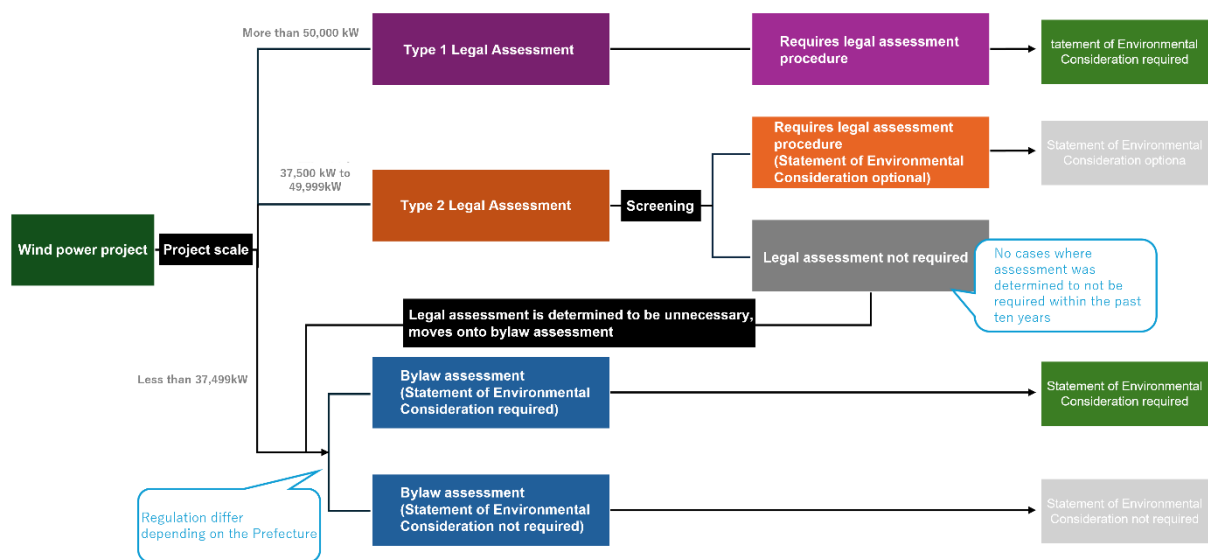 More than 50,000 kW
Type 1 Legal Assessment
Requires legal assessment
procedure
tatement of Environmental
Consideration required
37,500 kW to
49,999kW
Type 2 Legal Assessment
Screening
Requires legal assessment
procedure
(Statement of Environmental
Consideration optional)
Statement of Environmental
Consideration optiona
Wind power project
Project scale
Legal assessment not required
No cases where
assessment was
determined to not be
required within the past
ten years
Legal assessment is determined to be unnecessary,
moves onto bylaw assessment
Less than 37,499kW
Bylaw assessment
(Statement of Environmental
Consideration required)
Statement of Environmental
Consideration required
Regulation differ
depending on the Prefecture
Bylaw assessment
(Statement of Environmental
Consideration not required)
Statement of Environmental
Consideration not required